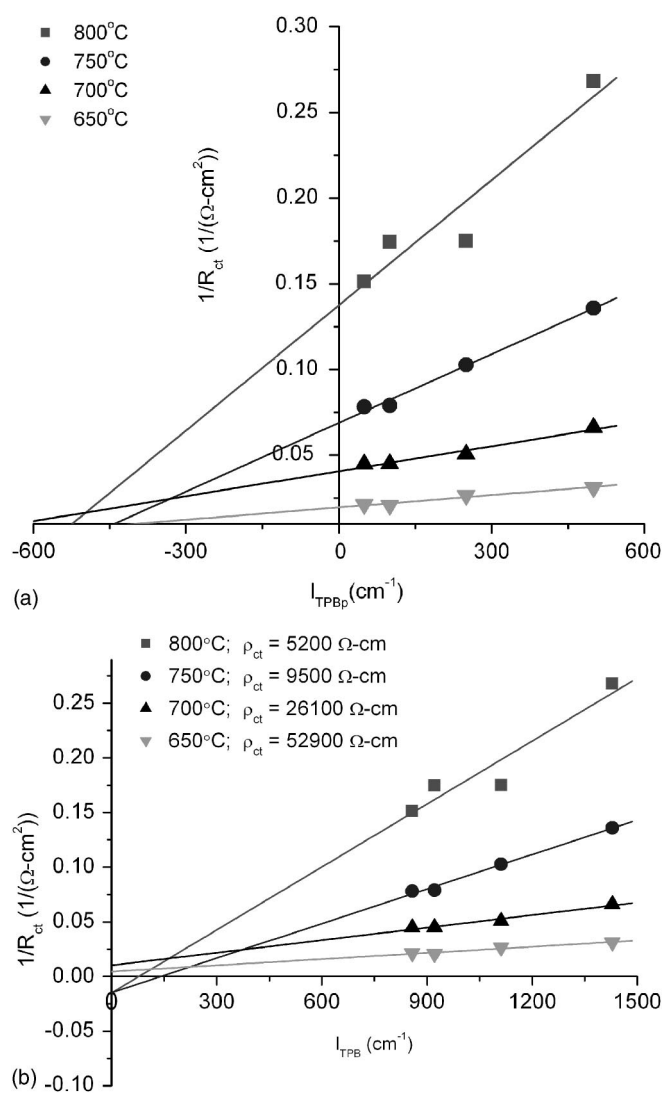 800°C
750°C
700°C
650°C
0.30
0.25
0.20
0.15
0.10
0.05
1/R_ct (1/(Ω-cm²))
-600 -300 0 300 600
l_TPBp(cm⁻¹)
(a)
800°C; ρ_ct = 5200 Ω-cm
750°C; ρ_ct = 9500 Ω-cm
700°C; ρ_ct = 26100 Ω-cm
650°C; ρ_ct = 52900 Ω-cm
0.25
0.20
0.15
0.10
0.05
0.00
-0.05
-0.10
1/R_ct (1/(Ω-cm²))
0 300 600 900 1200 1500
l_TPB (cm⁻¹)
(b)